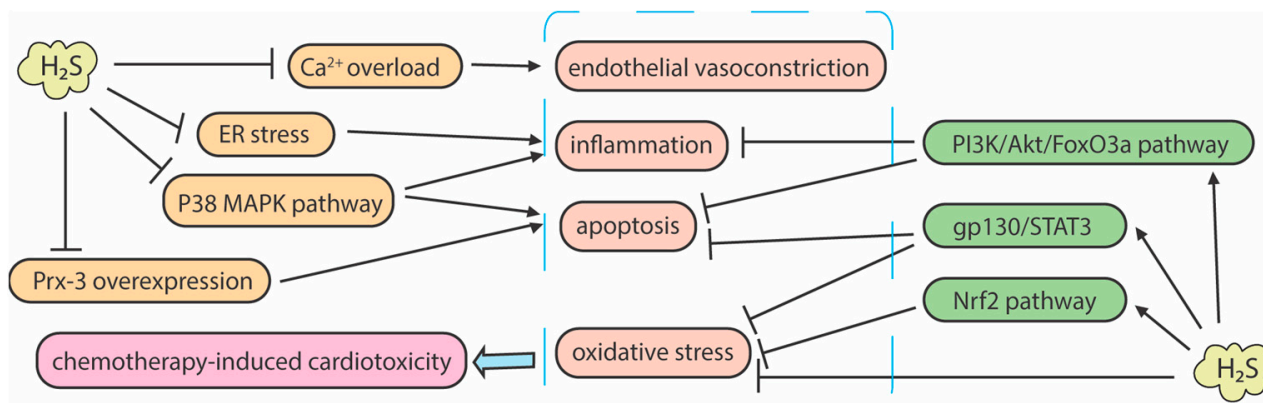 H₂S
Ca²⁺ overload
endothelial vasoconstriction
ER stress
inflammation
PI3K/Akt/FoxO3a pathway
P38 MAPK pathway
apoptosis
gp130/STAT3
Prx-3 overexpression
Nrf2 pathway
chemotherapy-induced cardiotoxicity
oxidative stress
H₂S